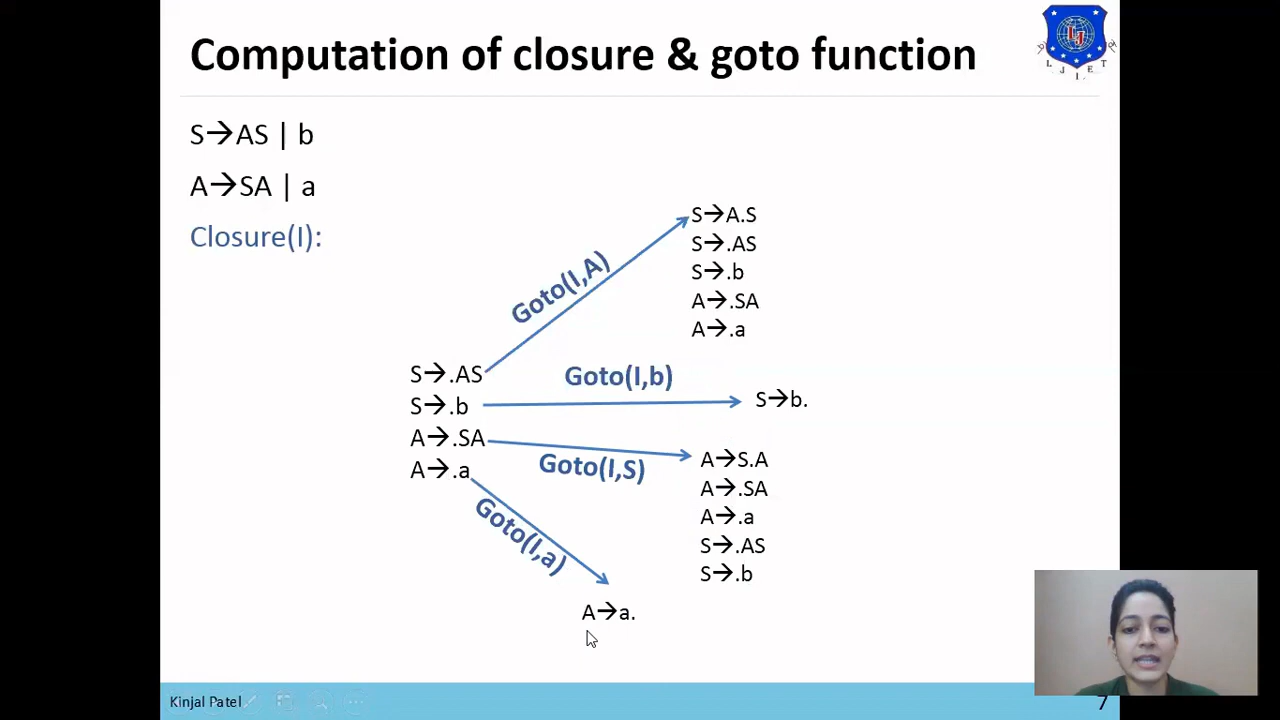 Computation of closure & goto function
L J I E T
S→AS | b
A→SA | a
Closure(I):
S→A.S
S→.AS
S→.b
A→.SA
A→.a
Goto(I,A)
S→.AS
S→.b
A→.SA
A→.a
Goto(I,b)
S→b.
Goto(I,S)
A→S.A
A→.SA
A→.a
S→.AS
S→.b
Goto(I,a)
A→a.
Kinjal Patel
7